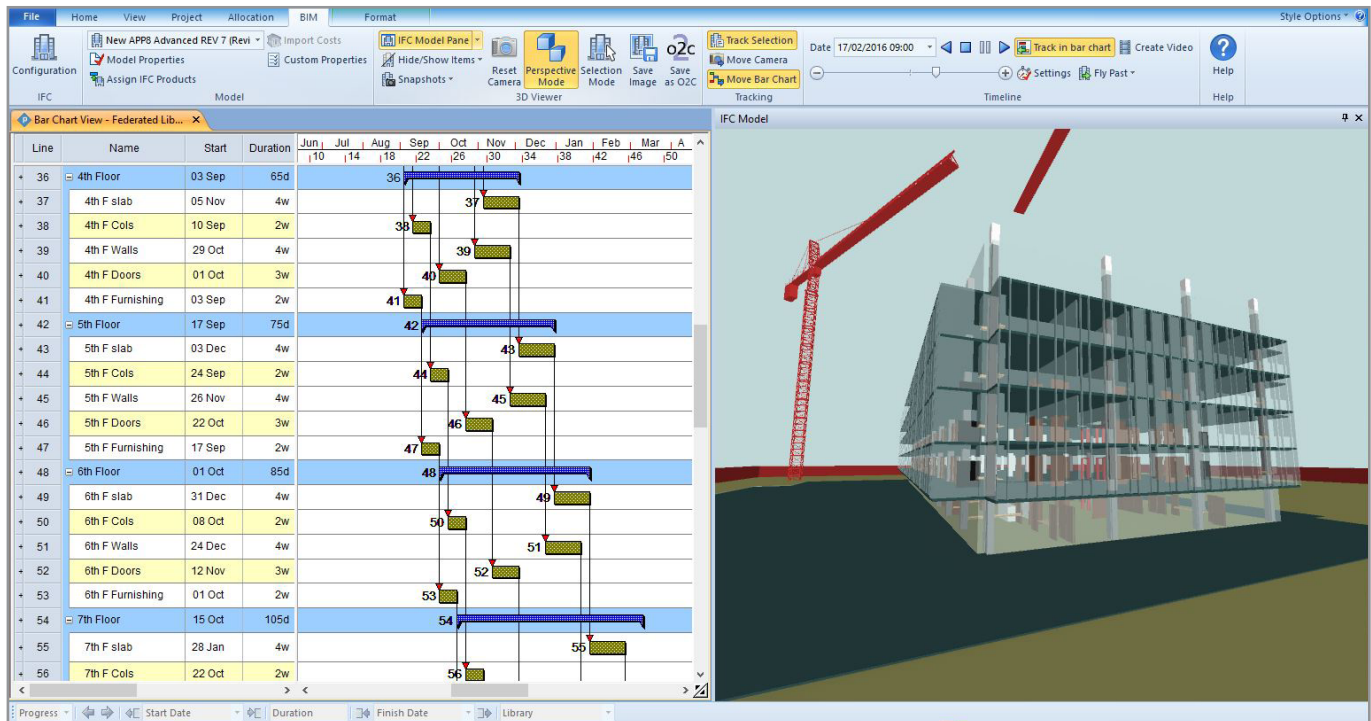 File Home View Project Allocation BIM Format Style Options
Configuration
IFC
New APP8 Advanced REV 7 (Revi
Model Properties
Assign IFC Products
Import Costs
Custom Properties
Model
IFC Model Pane
Hide/Show Items
Snapshots
Reset Camera
Perspective Mode
Selection Mode
Save Image
o2c
Save as O2C
3D Viewer
Track Selection
Move Camera
Move Bar Chart
Tracking
Date 17/02/2016 09:00
Track in bar chart
Create Video
Settings
Fly Past
Timeline
Help
Help
Bar Chart View - Federated Lib...
IFC Model
Line Name Start Duration
Jun Jul Aug Sep Oct Nov Dec Jan Feb Mar A
10 14 18 22 26 30 34 38 42 46 50
36 4th Floor 03 Sep 65d 36
37 4th F slab 05 Nov 4w 37
38 4th F Cols 10 Sep 2w 38
39 4th F Walls 29 Oct 4w 39
40 4th F Doors 01 Oct 3w 40
41 4th F Furnishing 03 Sep 2w 41
42 5th Floor 17 Sep 75d 42
43 5th F slab 03 Dec 4w 43
44 5th F Cols 24 Sep 2w 44
45 5th F Walls 26 Nov 4w 45
46 5th F Doors 22 Oct 3w 46
47 5th F Furnishing 17 Sep 2w 47
48 6th Floor 01 Oct 85d 48
49 6th F slab 31 Dec 4w 49
50 6th F Cols 08 Oct 2w 50
51 6th F Walls 24 Dec 4w 51
52 6th F Doors 12 Nov 3w 52
53 6th F Furnishing 01 Oct 2w 53
54 7th Floor 15 Oct 105d 54
55 7th F slab 28 Jan 4w 55
56 7th F Cols 22 Oct 2w 56
Progress Start Date Duration Finish Date Library